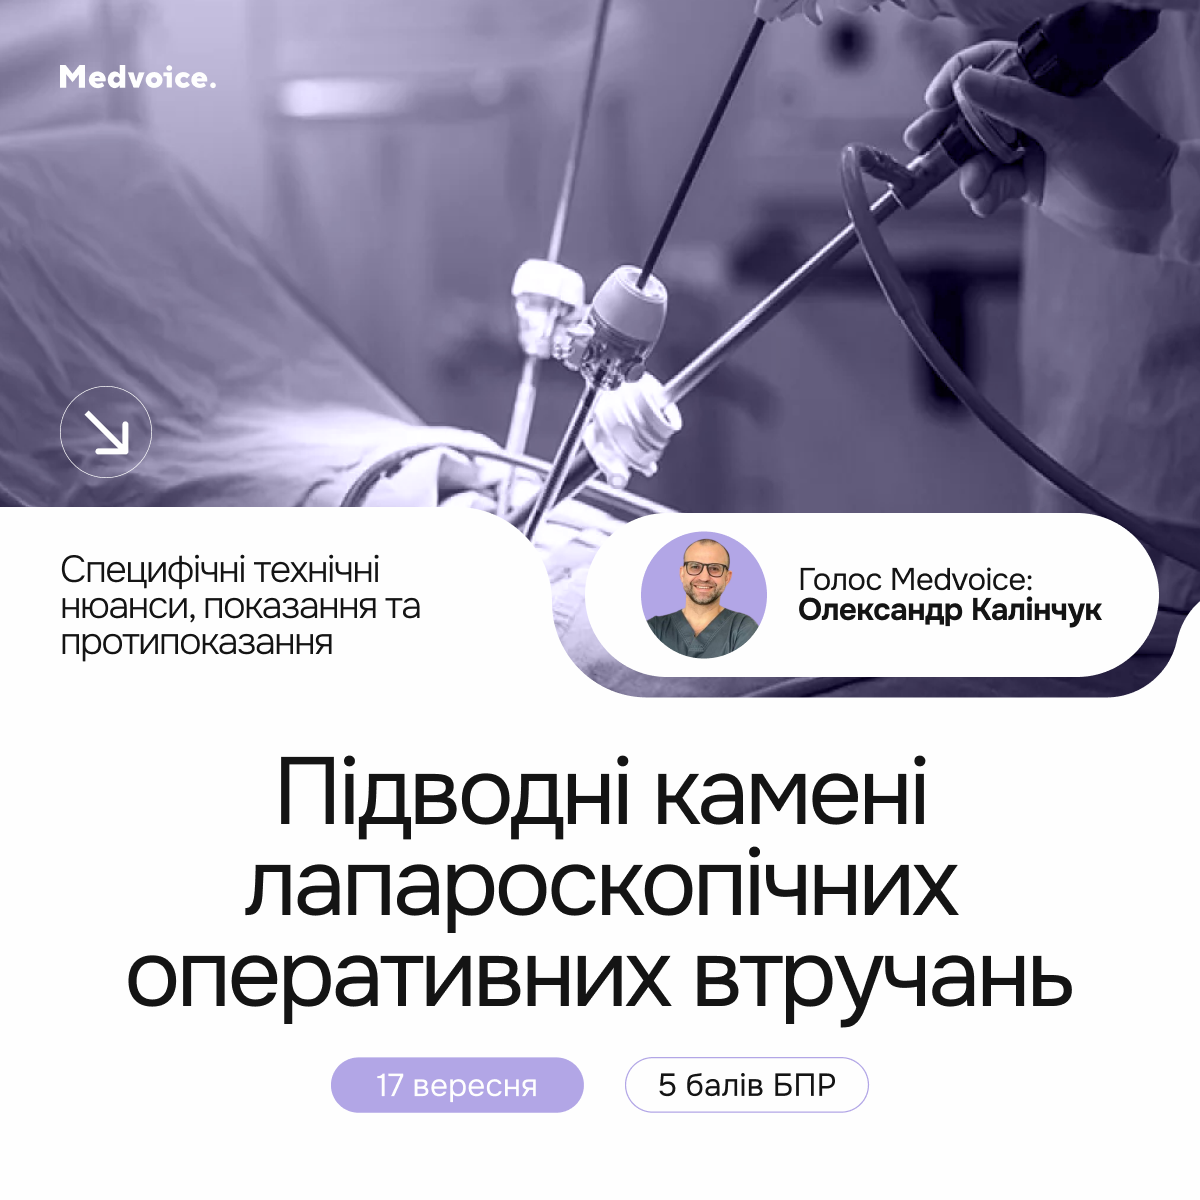 Medvoice.
Специфічні технічні
нюанси, показання та
протипоказання
Голос Medvoice:
Олександр Калінчук
Підводні камені
лапароскопічних
оперативних втручань
17 вересня
5 балів БПР